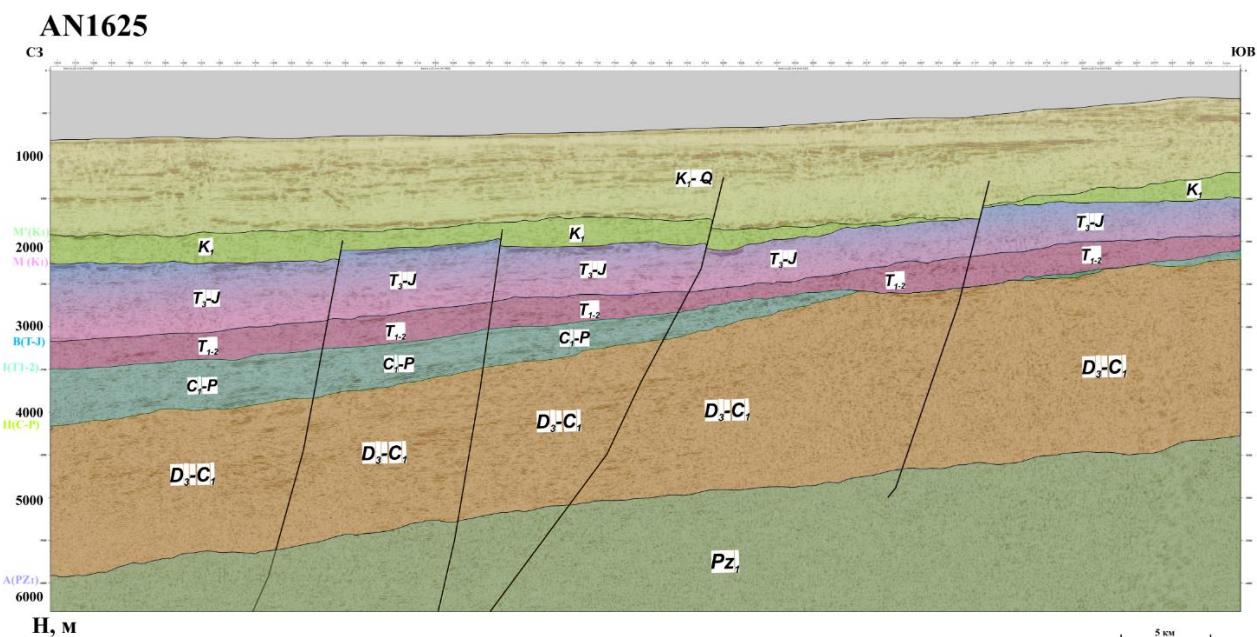 AN1625
СЗ
ЮВ
1000
K₁-Q
K₁
M'(K1)
2000
K₁
K₁
T₃-J
M (K1)
T₃-J
T₃-J
T₃-J
T₃-J
T₁₋₂
T₁₋₂
T₁₋₂
3000
T₁₋₂
T₁₋₂
B(T-J)
C₁-P
I(T1-2)
C₁-P
C₁-P
D₃-C₁
4000
D₃-C₁
D₃-C₁
II(C-P)
D₃-C₁
D₃-C₁
5000
Pz₁
A(PZ1)
6000
H, м
5 км